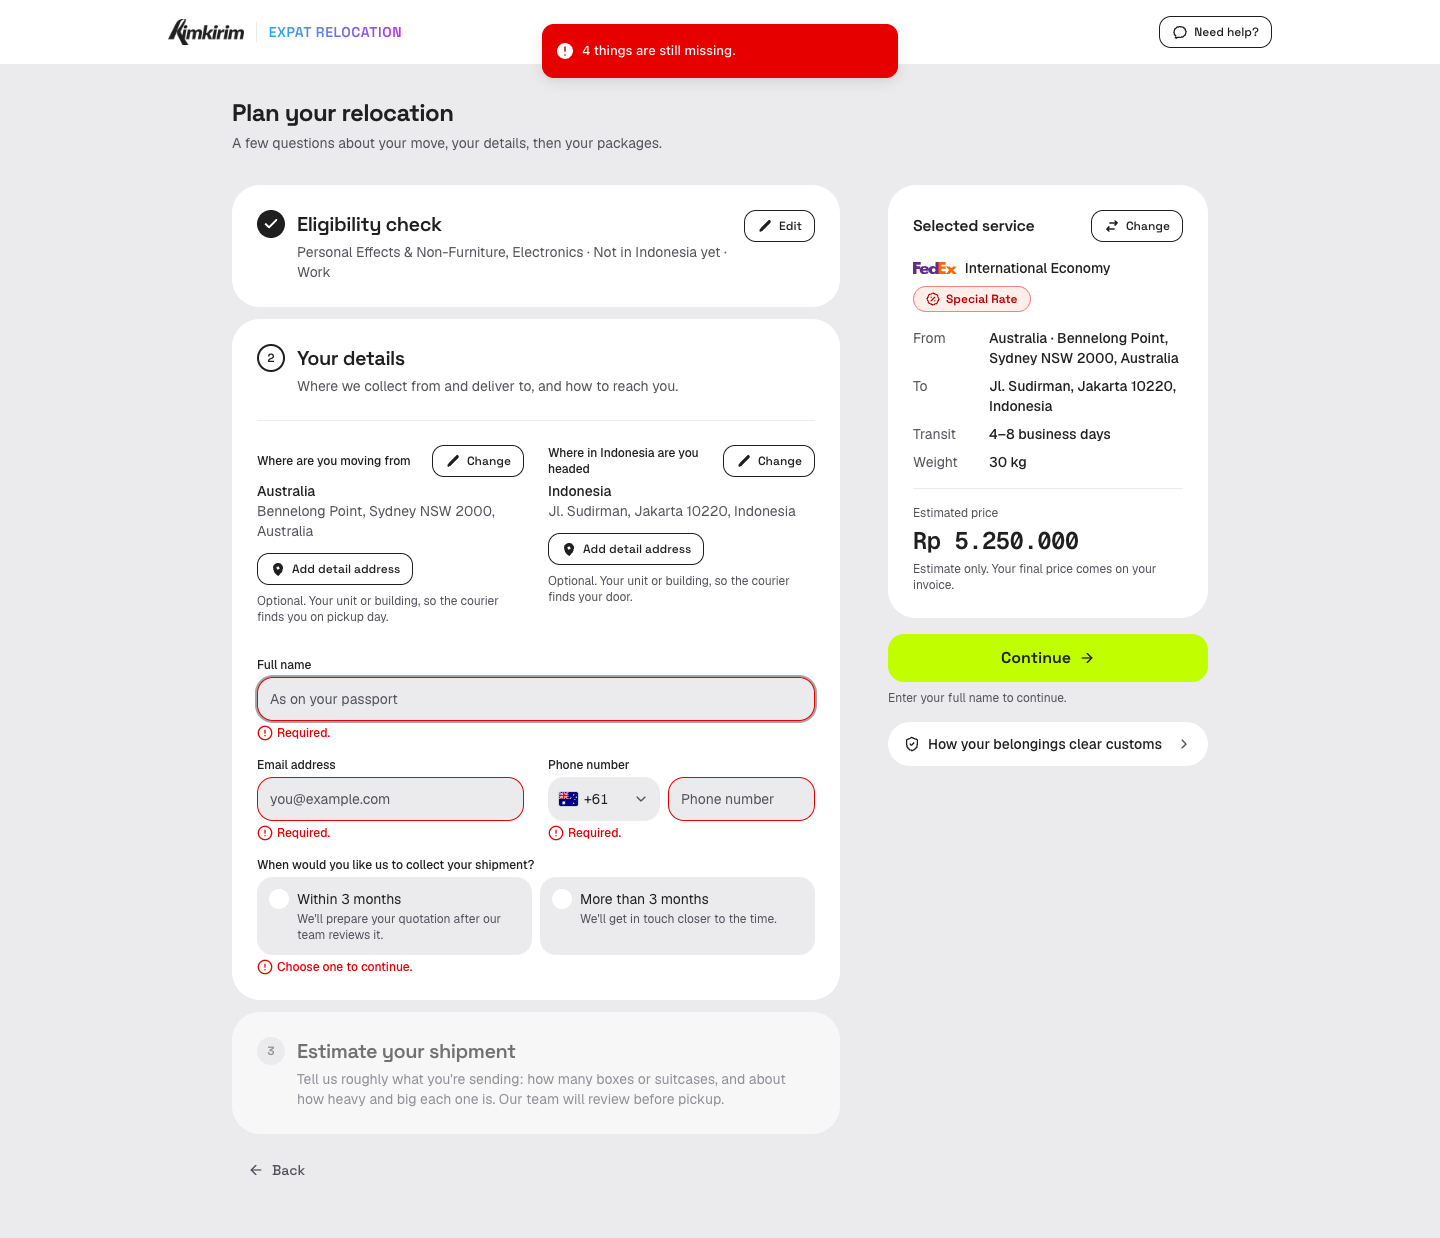 Kimkirim
EXPAT RELOCATION
4 things are still missing.
Need help?
Plan your relocation
A few questions about your move, your details, then your packages.
Eligibility check
Edit
Personal Effects & Non-Furniture, Electronics · Not in Indonesia yet ·
Work
2
Your details
Where we collect from and deliver to, and how to reach you.
Where are you moving from
Change
Australia
Bennelong Point, Sydney NSW 2000,
Australia
Add detail address
Optional. Your unit or building, so the courier
finds you on pickup day.
Where in Indonesia are you
headed
Change
Indonesia
Jl. Sudirman, Jakarta 10220, Indonesia
Add detail address
Optional. Your unit or building, so the courier
finds your door.
Full name
As on your passport
Required.
Email address
you@example.com
Required.
Phone number
+61
Phone number
Required.
When would you like us to collect your shipment?
Within 3 months
We'll prepare your quotation after our
team reviews it.
More than 3 months
We'll get in touch closer to the time.
Choose one to continue.
3
Estimate your shipment
Tell us roughly what you're sending: how many boxes or suitcases, and about
how heavy and big each one is. Our team will review before pickup.
Back
Selected service
Change
FedEx
International Economy
Special Rate
From
Australia · Bennelong Point,
Sydney NSW 2000, Australia
To
Jl. Sudirman, Jakarta 10220,
Indonesia
Transit
4–8 business days
Weight
30 kg
Estimated price
Rp 5.250.000
Estimate only. Your final price comes on your
invoice.
Continue
Enter your full name to continue.
How your belongings clear customs